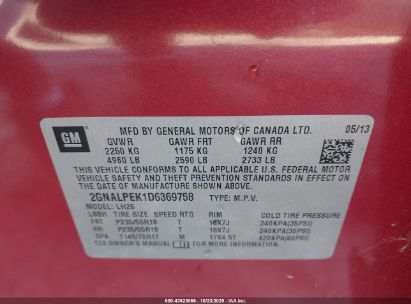 GM
MFD BY GENERAL MOTORS OF CANADA LTD. 05/13
GVWR GAWR FRT GAWR RR
2250 KG 1175 KG 1240 KG
4960 LB 2590 LB 2733 LB
THIS VEHICLE CONFORMS TO ALL APPLICABLE U.S. FEDERAL MOTOR
VEHICLE SAFETY, BUMPER, AND THEFT PREVENTION STANDARDS
IN EFFECT ON THE DATE OF MANUFACTURE SHOWN ABOVE.
2GNALPEK1D6369758 TYPE: M.P.V.
MODEL: LH26
TIRE SIZE SPEED RTG RIM COLD TIRE PRESSURE
FRT P235/55R18 T 18X7J 240KPA(35PSI)
RR P235/55R18 T 18X7J 240KPA(35PSI)
SPA T145/70R17 M 17X4.5T 420KPA(60PSI)
SEE OWNER'S MANUAL FOR ADDITIONAL INFORMATION.